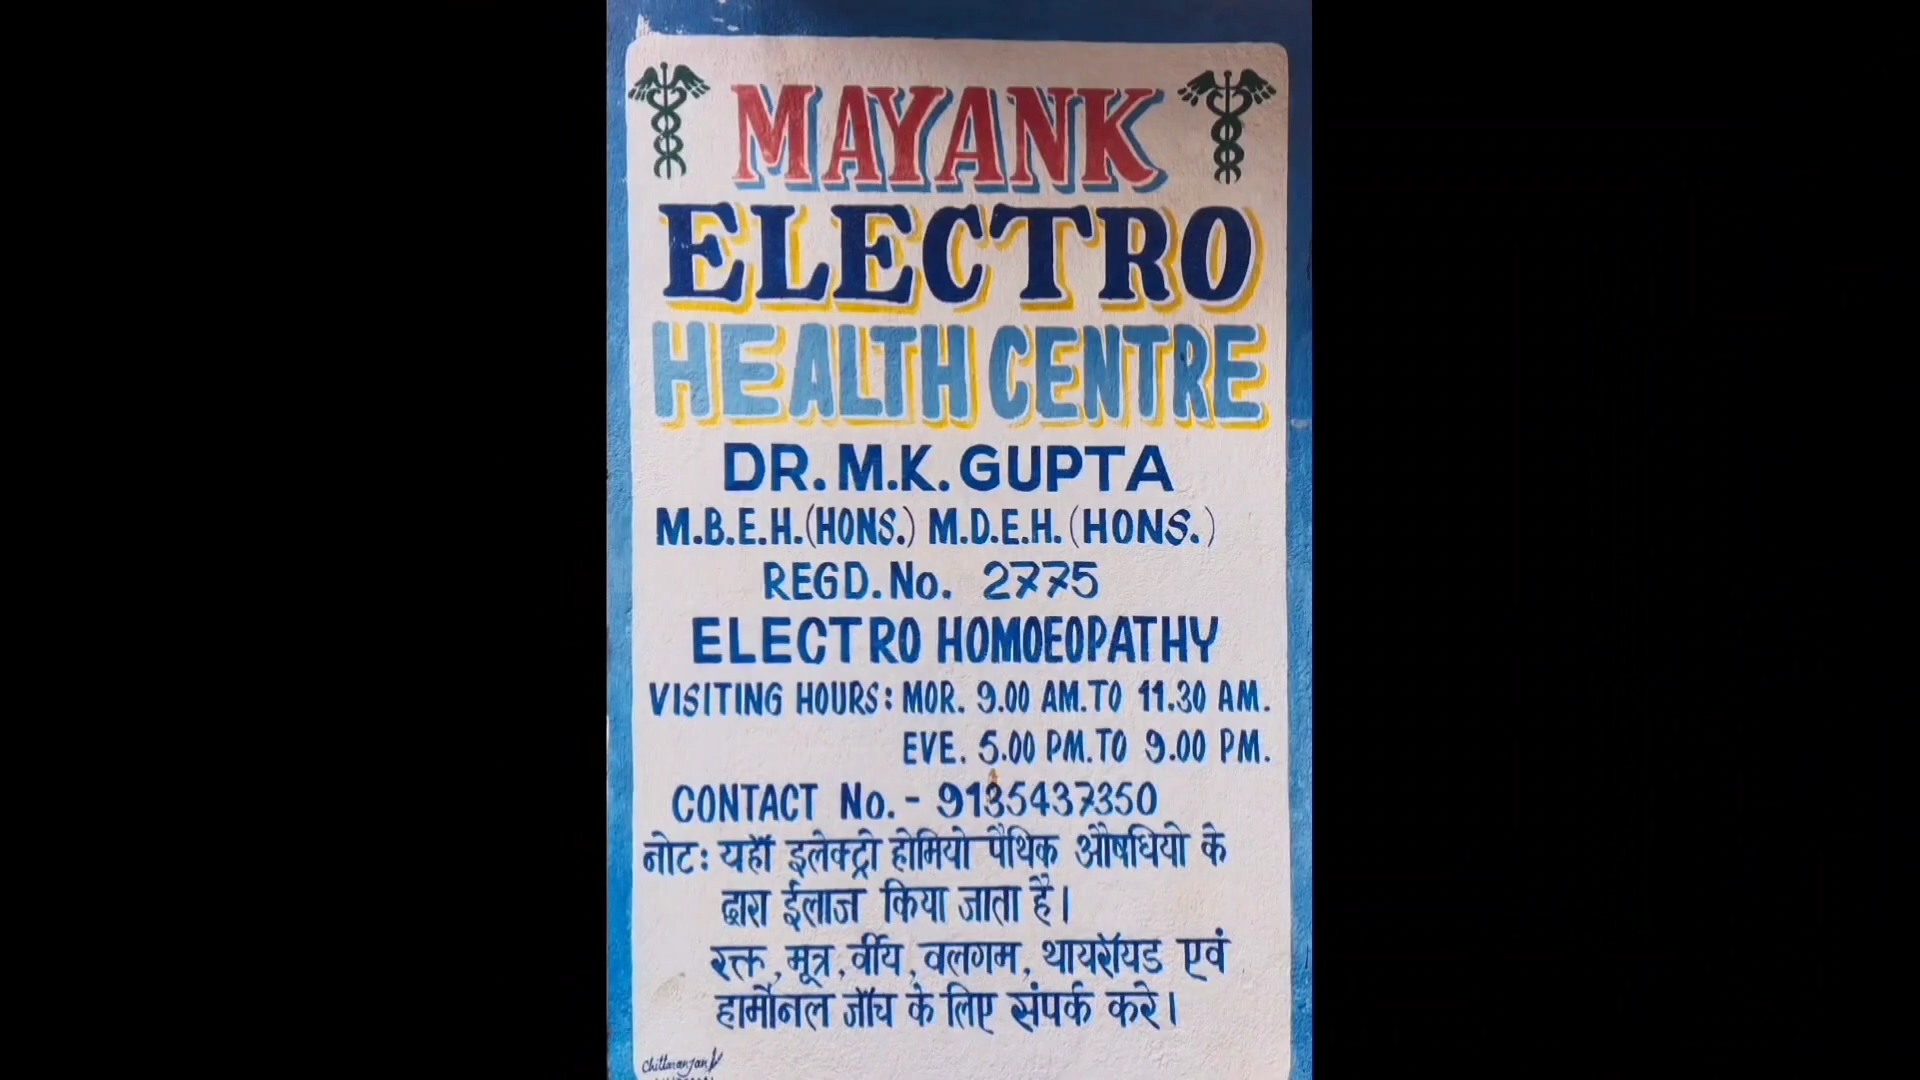 MAYANK
ELECTRO
HEALTH CENTRE
DR. M.K. GUPTA
M.B.E.H. (HONS.) M.D.E.H. (HONS.)
REGD. No. 2775
ELECTRO HOMOEOPATHY
VISITING HOURS: MOR. 9.00 AM. TO 11.30 AM.
EVE. 5.00 PM. TO 9.00 PM.
CONTACT No. - 9135437350
नोट: यहाँ इलेक्ट्रो होमियो पैथिक औषधियो के
द्वारा ईलाज किया जाता है।
रक्त, मूत्र, वीर्य, वलगम, थायरॉयड एवं
हार्मोनल जाँच के लिए संपर्क करे।
Chittaranjan